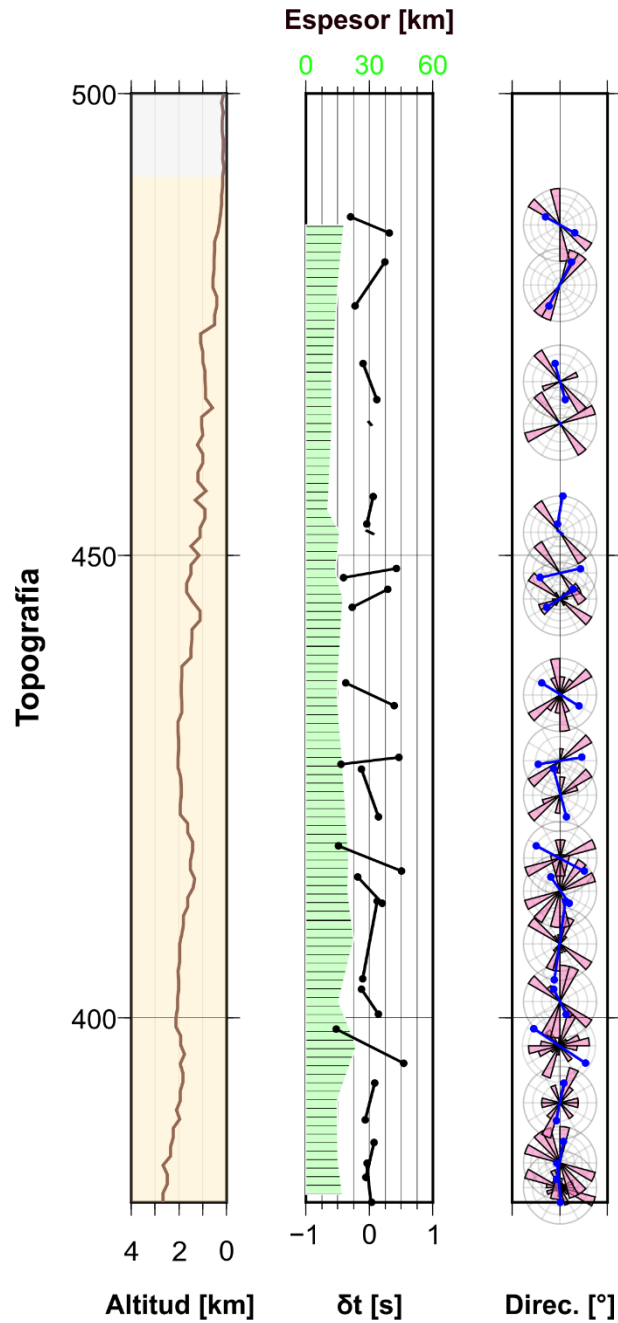 Espesor [km]
0 30 60
500
450
400
Topografía
4 2 0
−1 0 1
Altitud [km] δt [s] Direc. [°]